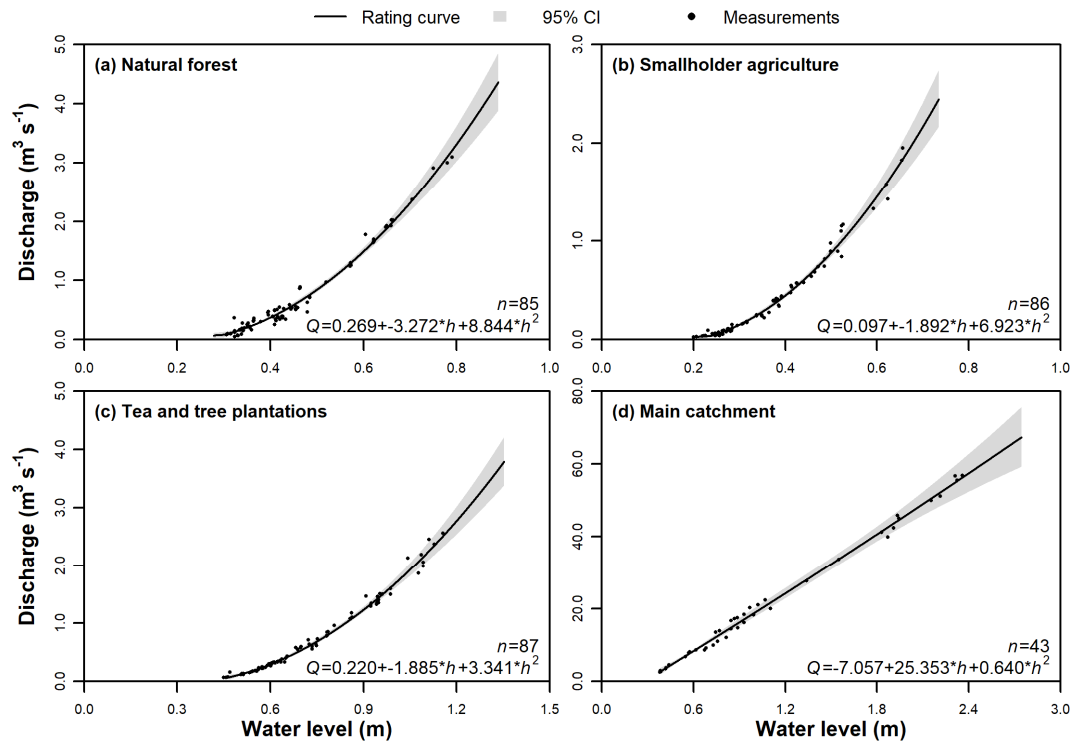 Rating curve 95% CI Measurements
(a) Natural forest
Discharge (m³ s⁻¹)
0.0 1.0 2.0 3.0 4.0 5.0
n=85
Q=0.269+-3.272*h+8.844*h²
0.0 0.2 0.4 0.6 0.8 1.0
(b) Smallholder agriculture
0.0 1.0 2.0 3.0
n=86
Q=0.097+-1.892*h+6.923*h²
0.0 0.2 0.4 0.6 0.8 1.0
(c) Tea and tree plantations
Discharge (m³ s⁻¹)
0.0 1.0 2.0 3.0 4.0 5.0
n=87
Q=0.220+-1.885*h+3.341*h²
0.0 0.3 0.6 0.9 1.2 1.5
Water level (m)
(d) Main catchment
0.0 20.0 40.0 60.0 80.0
n=43
Q=-7.057+25.353*h+0.640*h²
0.0 0.6 1.2 1.8 2.4 3.0
Water level (m)